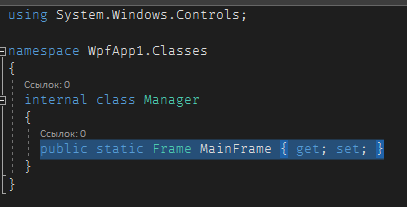 using System.Windows.Controls;
namespace WpfApp1.Classes
{
Ссылок: 0
internal class Manager
{
Ссылок: 0
public static Frame MainFrame { get; set; }
}
}